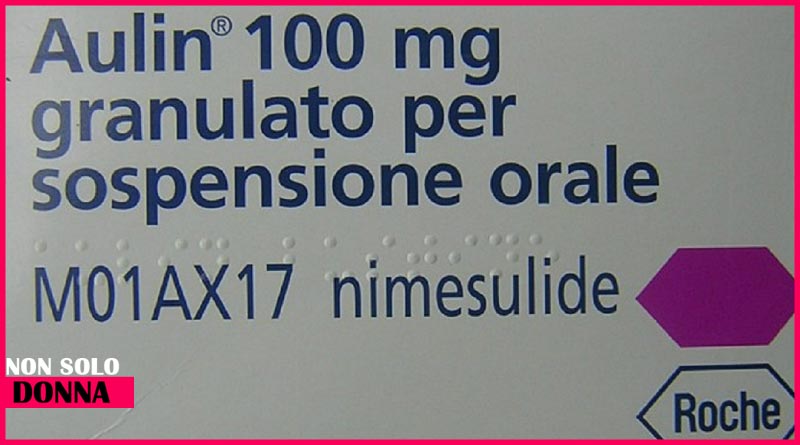 Aulin® 100 mg
granulato per
sospensione orale
M01AX17 nimesulide
Roche
NON SOLO
DONNA